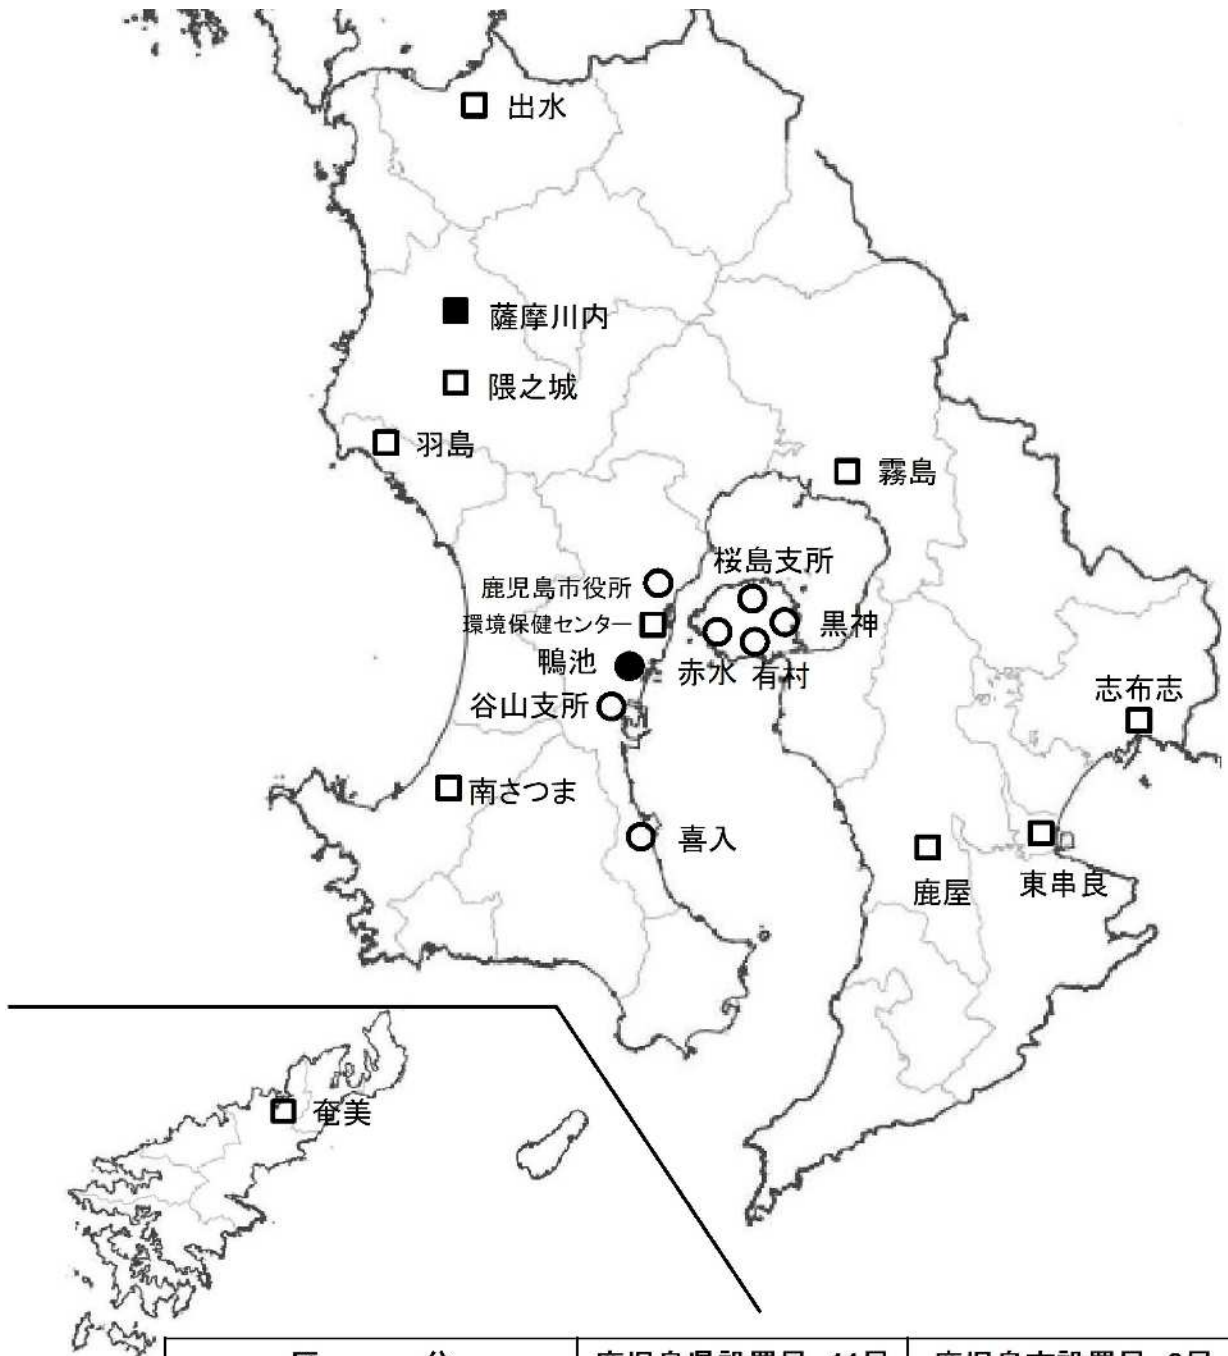 出水
薩摩川内
隈之城
羽島
霧島
桜島支所
鹿児島市役所
環境保健センター
黒神
鴨池
赤水
有村
谷山支所
志布志
南さつま
喜入
鹿屋
東串良
奄美